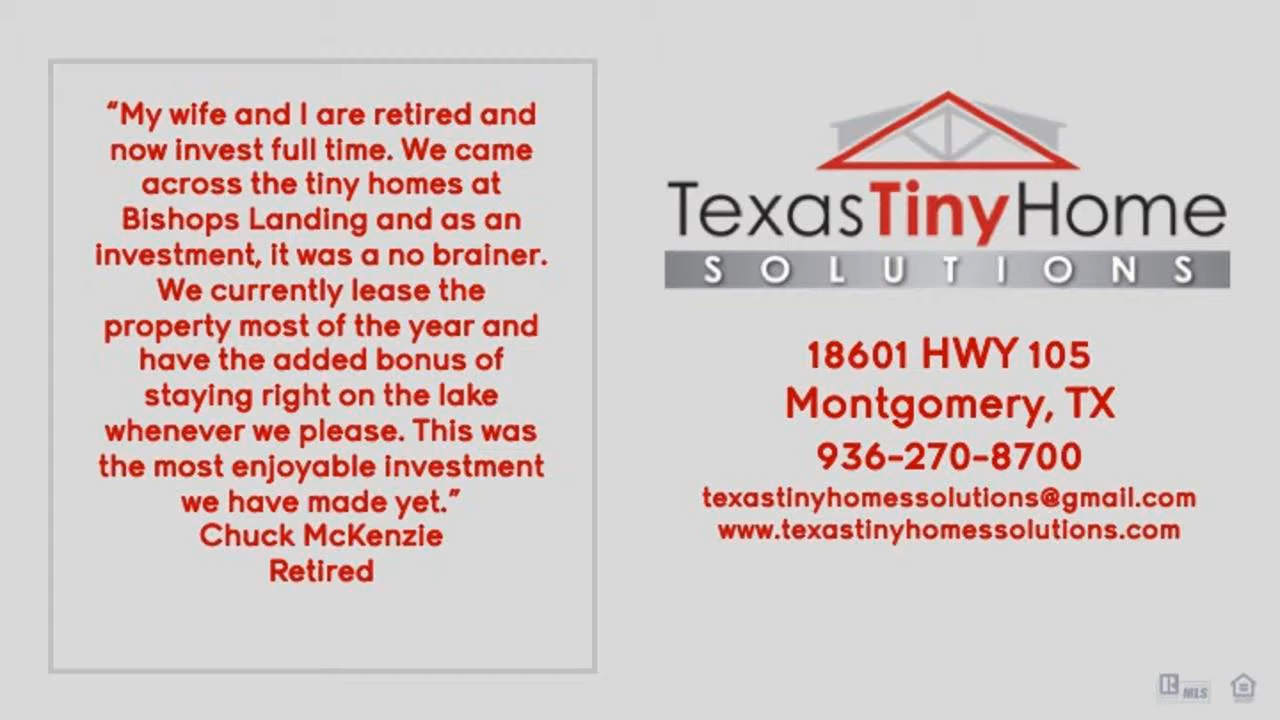 “My wife and I are retired and
now invest full time. We came
across the tiny homes at
Bishops Landing and as an
investment, it was a no brainer.
We currently lease the
property most of the year and
have the added bonus of
staying right on the lake
whenever we please. This was
the most enjoyable investment
we have made yet.”
Chuck McKenzie
Retired
TexasTinyHome
SOLUTIONS
18601 HWY 105
Montgomery, TX
936-270-8700
texastinyhomessolutions@gmail.com
www.texastinyhomessolutions.com
R MLS